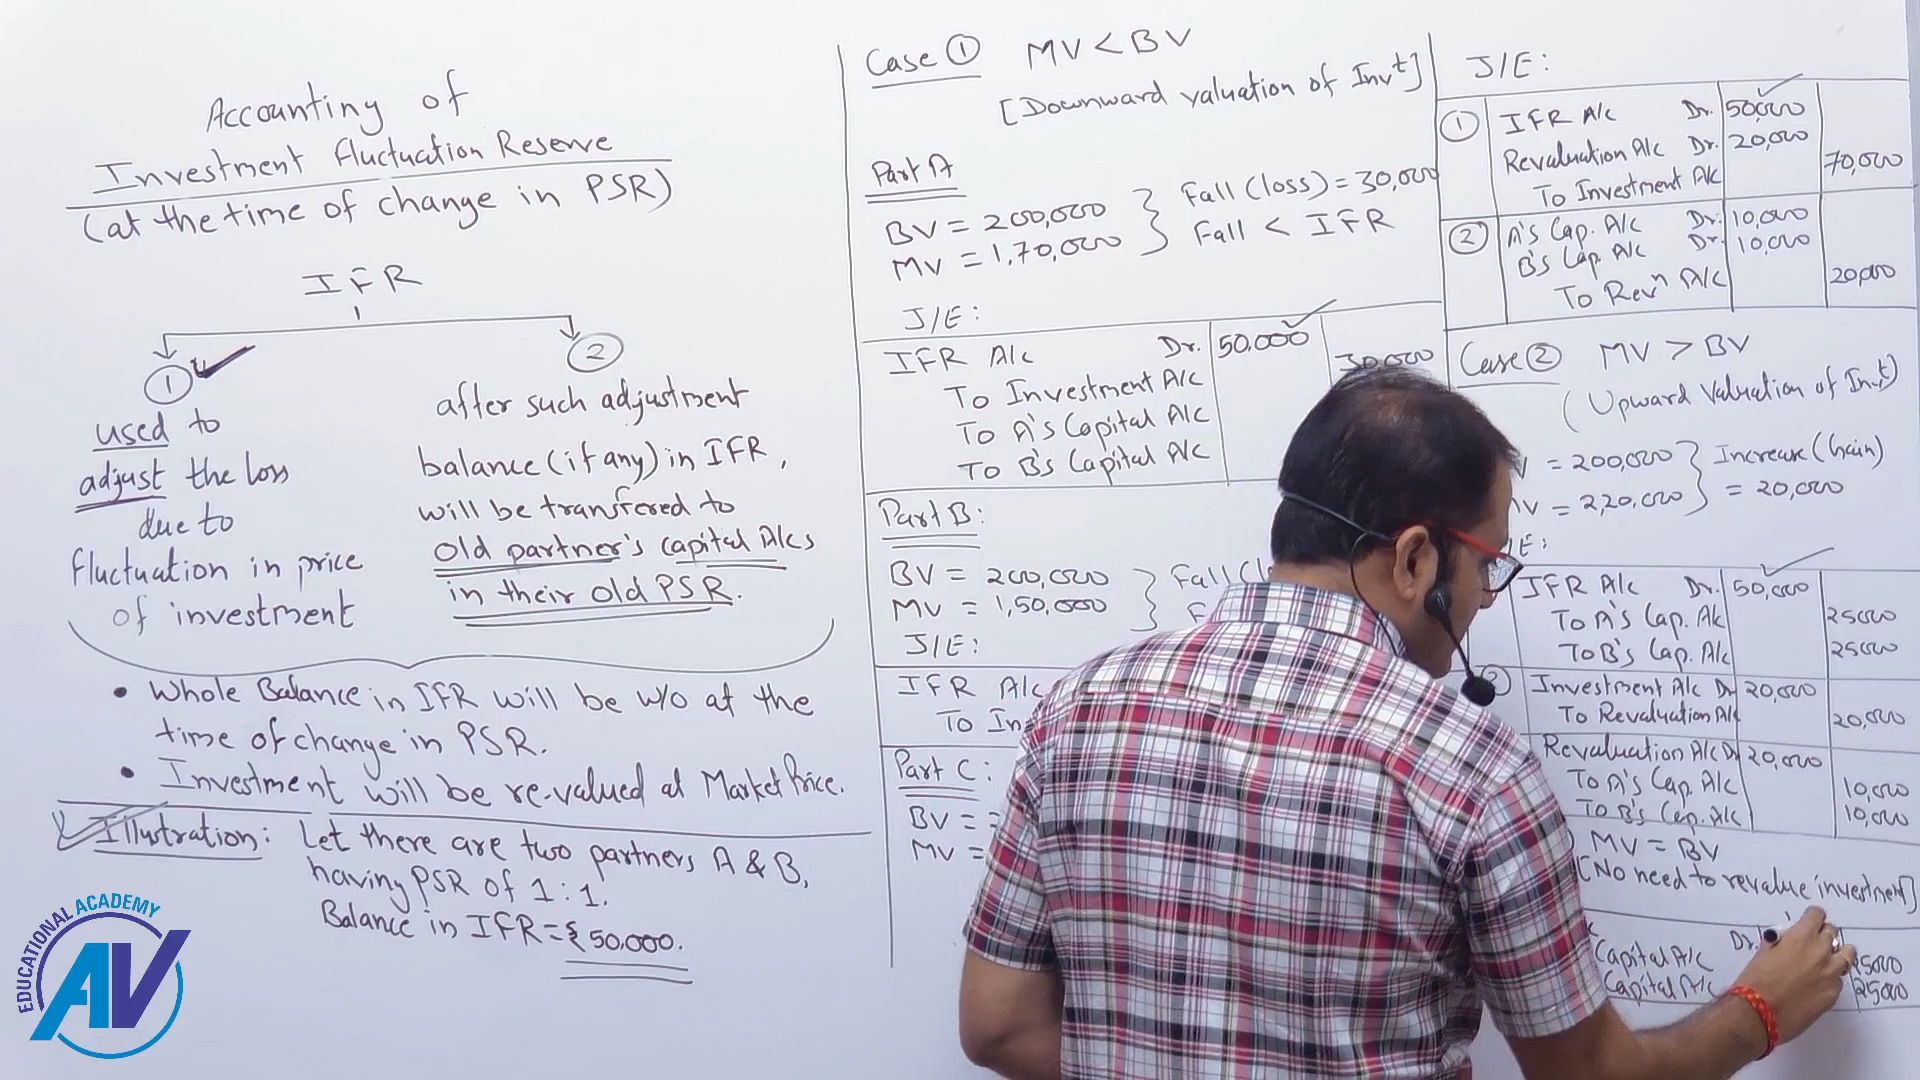 Accounting of
Investment Fluctuation Reserve
(at the time of change in PSR)
IFR
1
used to
adjust the loss
due to
fluctuation in price
of investment
2
after such adjustment
balance (if any) in IFR,
will be transfered to
old partner's capital A/cs
in their old PSR.
• Whole Balance in IFR will be w/o at the
time of change in PSR.
• Investment will be re-valued at Market Price.
Illustration: Let there are two partners A & B,
having PSR of 1:1.
Balance in IFR = ₹ 50,000.
EDUCATIONAL ACADEMY
AV
Case 1 MV < BV
[Downward valuation of Invt]
Part A
BV = 200,000
MV = 1,70,000
Fall (loss) = 30,000
Fall < IFR
J/E:
IFR A/c Dr. 50,000
To Investment A/c 30,000
To A's Capital A/c
To B's Capital A/c
Part B:
BV = 200,000
MV = 1,50,000
J/E:
IFR A/c
To
Part C:
BV =
MV =
J/E:
1 IFR A/c Dr. 50,000
Revaluation A/c Dr. 20,000
To Investment A/c 70,000
2 A's Cap. A/c Dr. 10,000
B's Cap A/c Dr. 10,000
To Revn A/c 20,000
Case 2 MV > BV
(Upward Valuation of Invt)
= 200,000
= 2,20,000
Increase (Gain)
= 20,000
IFR A/c Dr. 50,000
To A's Cap. A/c 25000
To B's Cap. A/c 25000
Investment A/c Dr 20,000
To Revaluation A/c 20,000
Revaluation A/c D 20,000
To A's Cap. A/c 10,000
To B's Cap. A/c 10,000
MV = BV
[No need to revalue investment]
Dr.
Capital A/c 25000
Capital A/c 25000